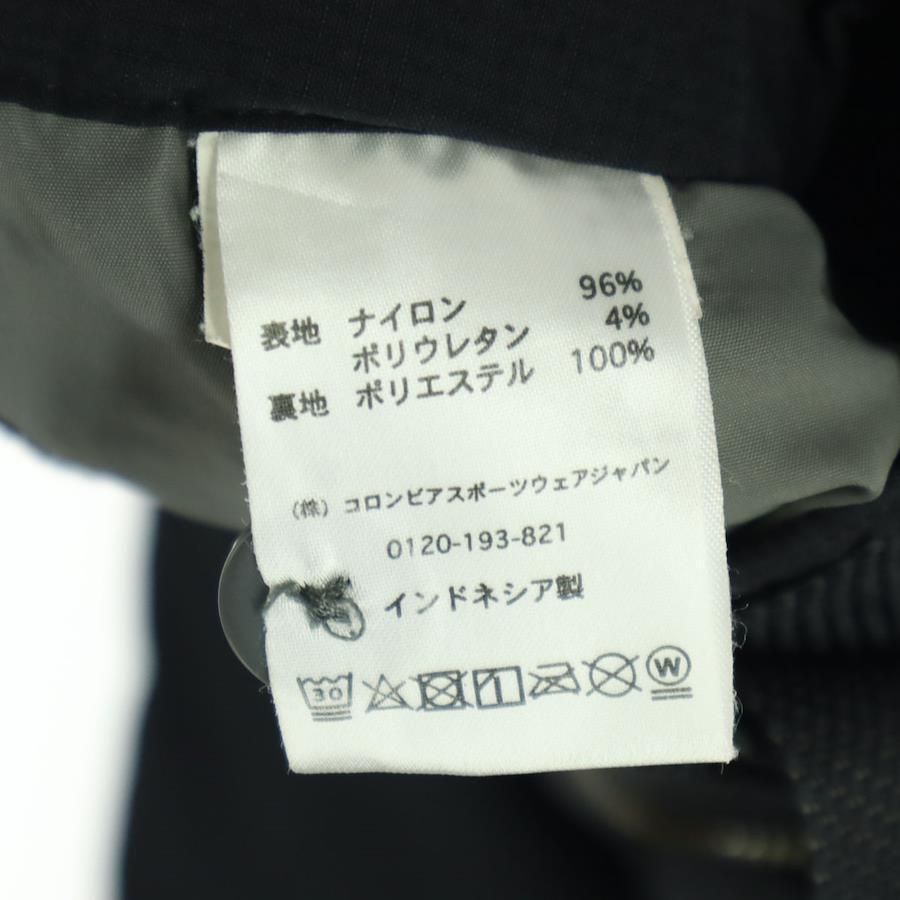 表地 ナイロン 96%
ポリウレタン 4%
裏地 ポリエステル 100%
(株) コロンビアスポーツウェアジャパン
0120-193-821
インドネシア製
30 W